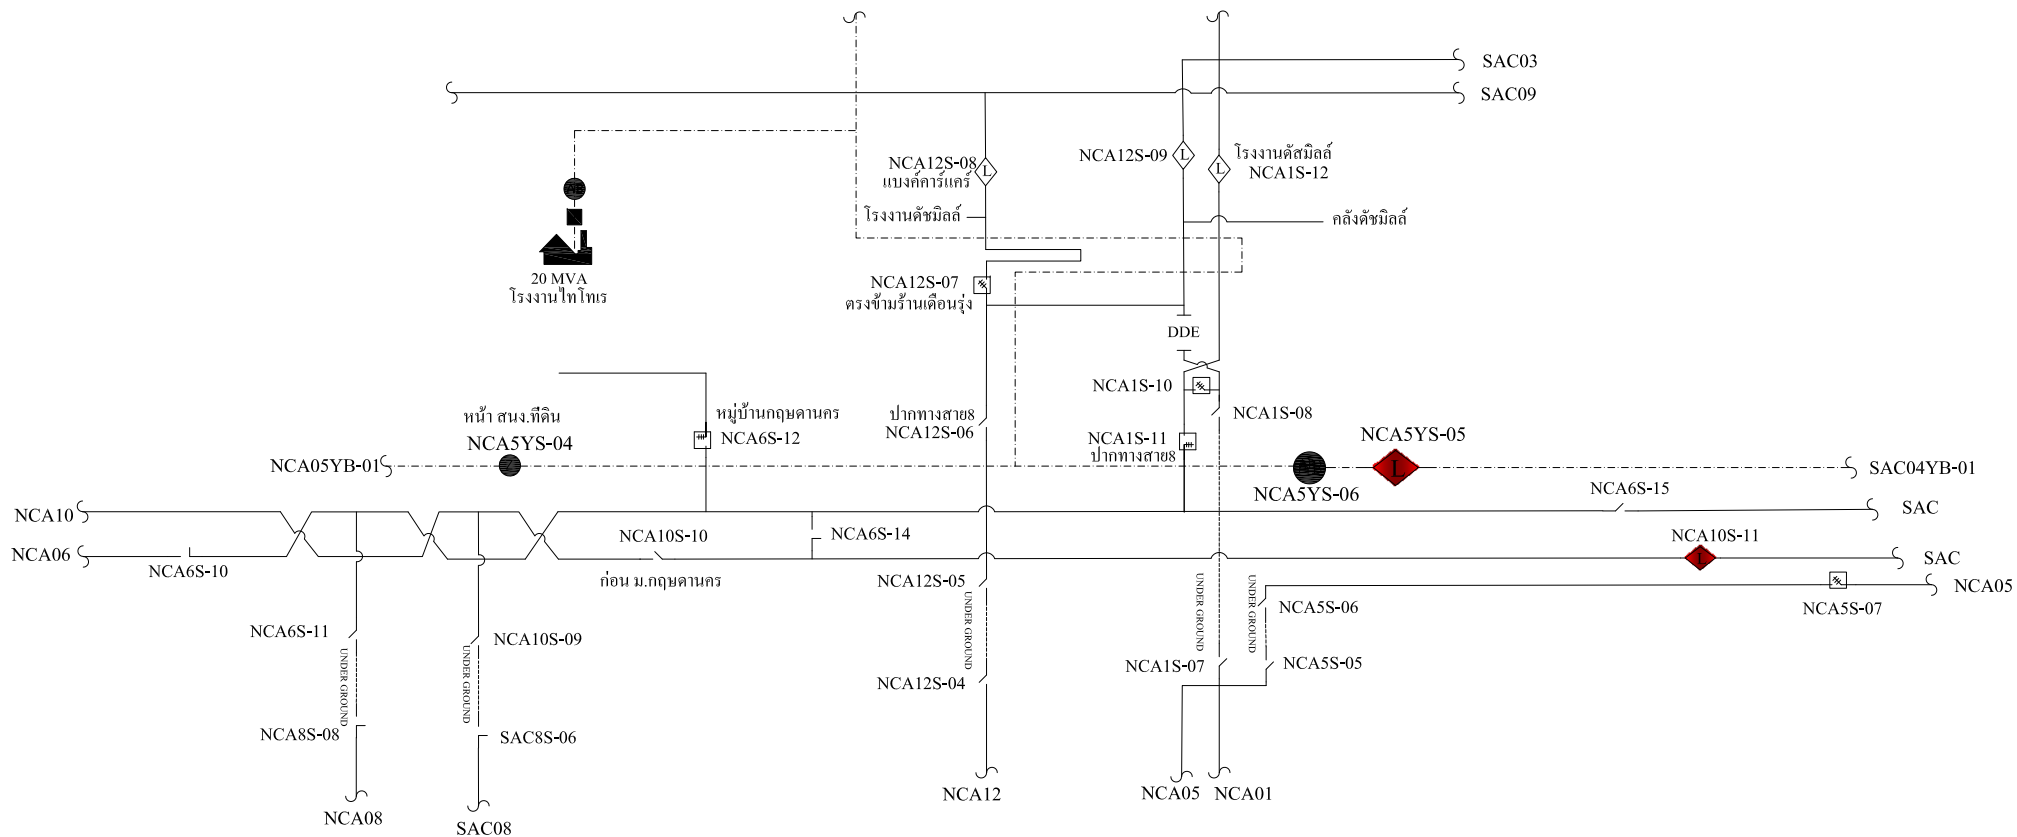 SAC03
SAC09
NCA12S-08
แบงค์คาร์แคร์
L
NCA12S-09
L
โรงงานดัสมิลล์
NCA1S-12
L
โรงงานดัชมิลล์
คลังดัชมิลล์
20 MVA
โรงงานไทโทเร
NCA12S-07
ตรงข้ามร้านเดือนรุ่ง
DDE
NCA1S-10
หน้า สนง.ที่ดิน
NCA5YS-04
หมู่บ้านกฤษดานคร
NCA6S-12
ปากทางสาย8
NCA12S-06
NCA1S-08
NCA1S-11
ปากทางสาย8
NCA5YS-05
L
NCA05YB-01
NCA5YS-06
SAC04YB-01
NCA6S-15
NCA10
SAC
NCA10S-10
NCA6S-14
NCA10S-11
NCA06
SAC
NCA6S-10
ก่อน ม.กฤษดานคร
NCA12S-05
NCA05
NCA5S-06
NCA5S-07
NCA6S-11
NCA10S-09
UNDER GROUND
UNDER GROUND
UNDER GROUND
UNDER GROUND
UNDER GROUND
NCA1S-07
NCA5S-05
NCA12S-04
NCA8S-08
SAC8S-06
NCA12
NCA05
NCA01
NCA08
SAC08